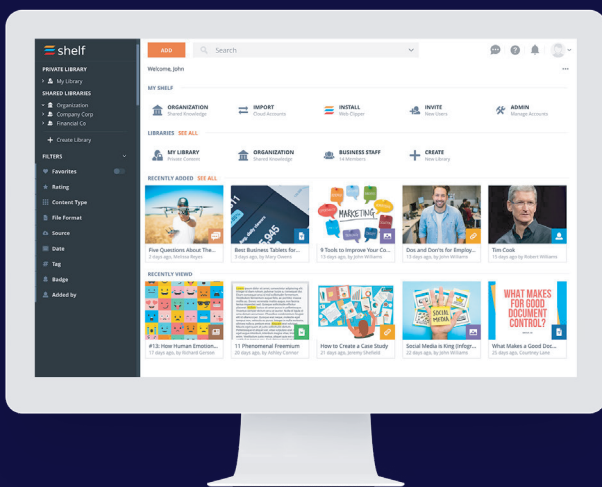 shelf
ADD
Search
Welcome, John
PRIVATE LIBRARY
My Library
SHARED LIBRARIES
Organization
Company Corp
Financial Co
Create Library
FILTERS
Favorites
Rating
Content Type
File Format
Source
Date
Tag
Badge
Added by
MY SHELF
ORGANIZATION
Shared Knowledge
IMPORT
Cloud Accounts
INSTALL
Web Clipper
INVITE
New Users
ADMIN
Manage Accounts
LIBRARIES SEE ALL
MY LIBRARY
Private Content
ORGANIZATION
Shared Knowledge
BUSINESS STAFF
14 Members
CREATE
New Library
RECENTLY ADDED SEE ALL
945
MARKETING
Five Questions About The...
2 days ago, Melissa Reyes
Best Business Tablets for...
3 days ago, by Mary Owens
9 Tools to Improve Your Co...
13 days ago, by John Williams
Dos and Don'ts for Employ...
13 days ago, by John Williams
Tim Cook
15 days ago, by Robert Williams
RECENTLY VIEWD
SOCIAL
MEDIA
WHAT MAKES
FOR GOOD
DOCUMENT
CONTROL?
#13: How Human Emotion...
17 days ago, by Richard Garison
11 Phenomenal Freemium
20 days ago, by Ashley Connor
How to Create a Case Study
21 days ago, Jeremy Shefield
Social Media is King (Infogr...
22 days ago, by John Williams
What Makes a Good Doc...
25 days ago, Courtney Lane